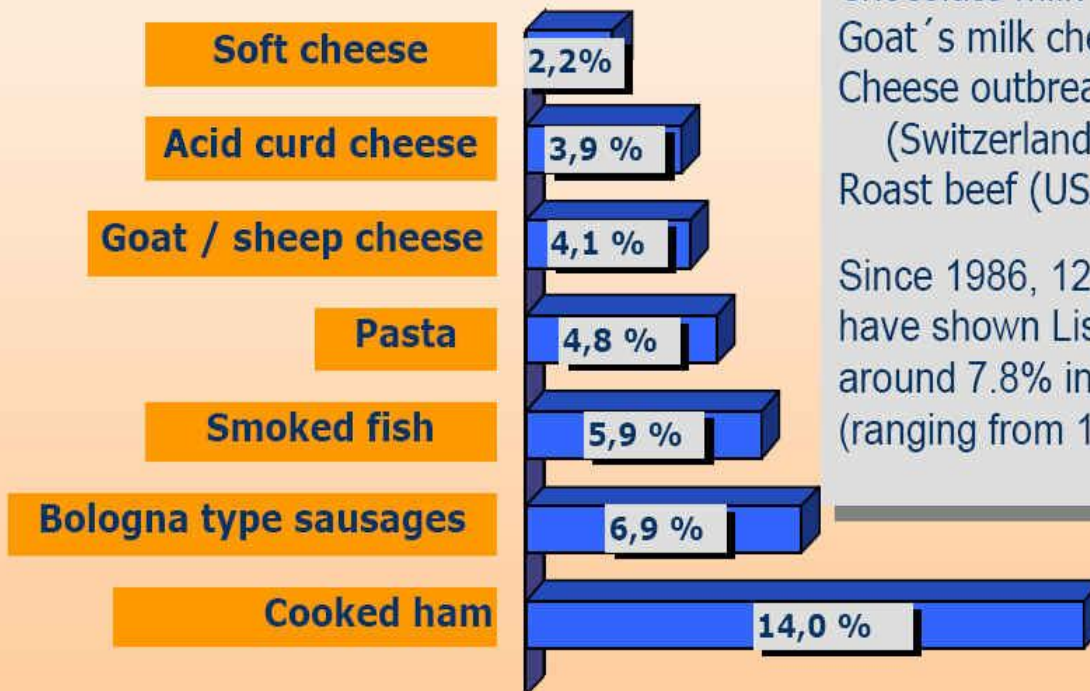 Soft cheese 2,2%
Acid curd cheese 3,9 %
Goat / sheep cheese 4,1 %
Pasta 4,8 %
Smoked fish 5,9 %
Bologna type sausages 6,9 %
Cooked ham 14,0 %
Goat´s milk che
Cheese outbrea
(Switzerland
Roast beef (US
Since 1986, 12
have shown Lis
around 7.8% in
(ranging from 1